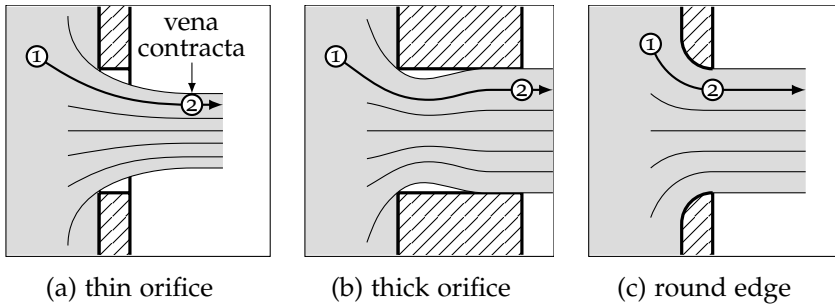 vena
contracta
1
2
1
2
1
2
(a) thin orifice
(b) thick orifice
(c) round edge